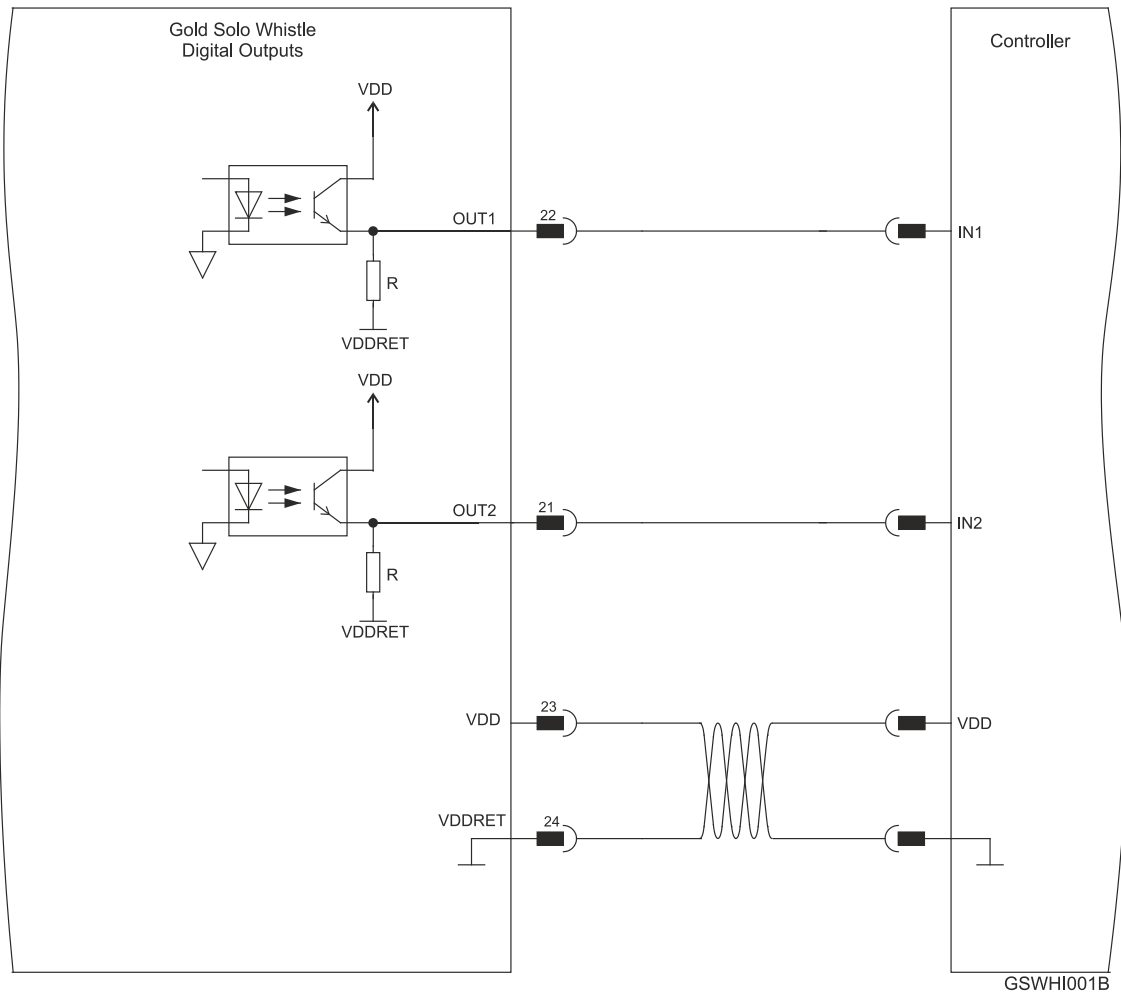 Gold Solo Whistle
Digital Outputs
Controller
VDD
OUT1
22
IN1
R
VDDRET
VDD
OUT2
21
IN2
R
VDDRET
VDD
23
VDD
VDDRET
24
GSWHI001B